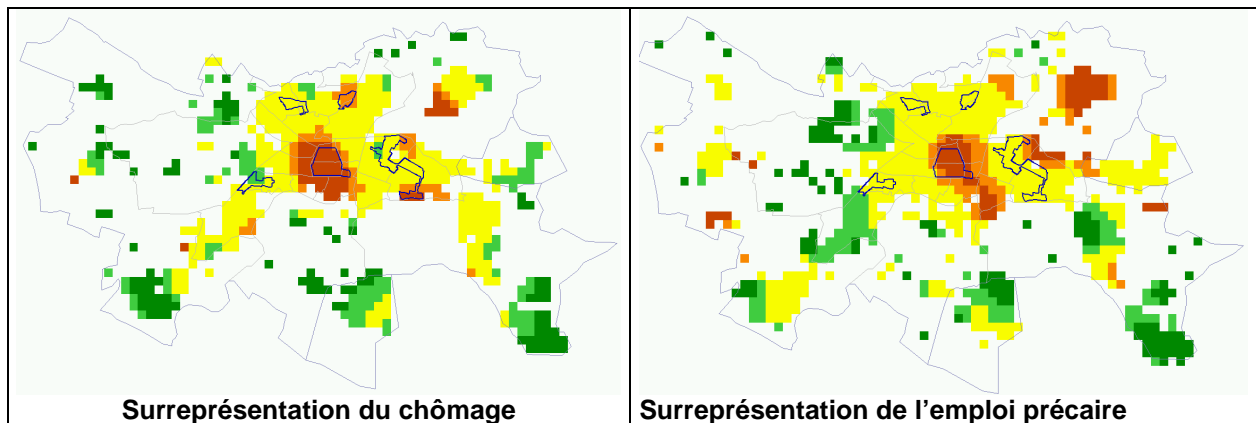 Surreprésentation du chômage
Surreprésentation de l’emploi précaire